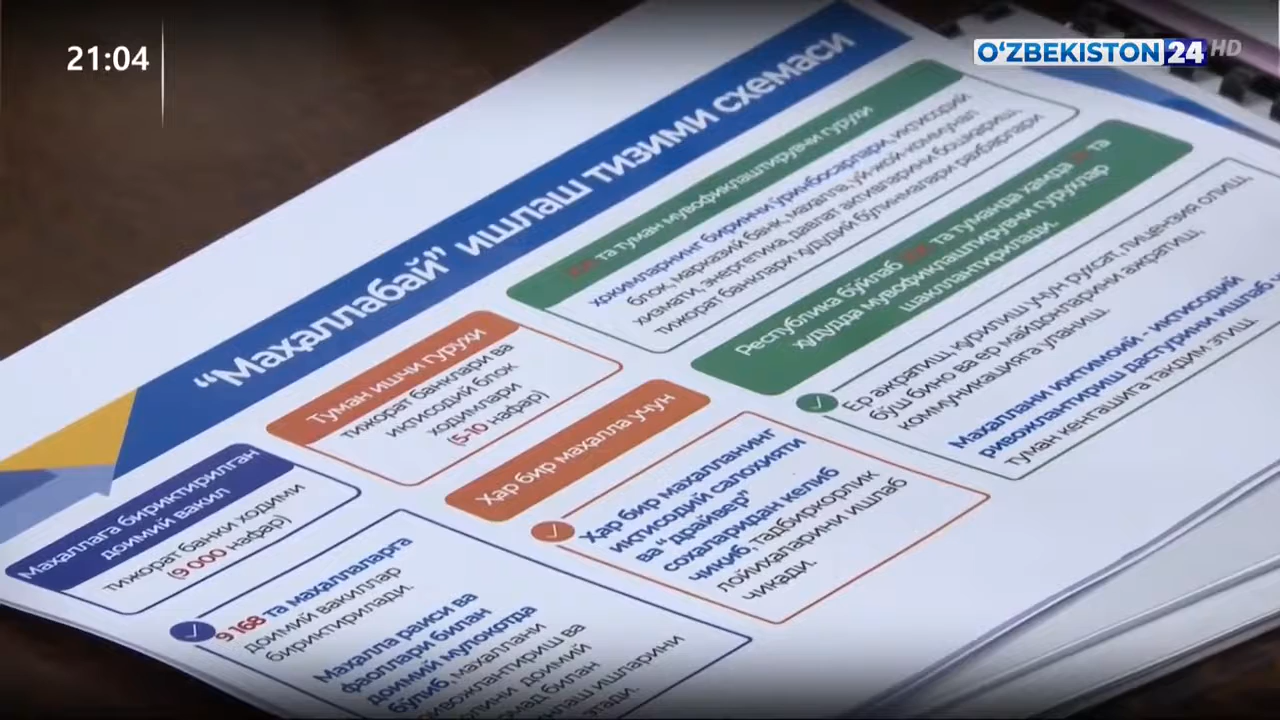 21:04
O‘ZBEKISTON 24 HD
“Маҳаллабай” ишлаш тизими схемаси
та туман мувофиқлаштирувчи гуруҳи
ҳокимларнинг биринчи ўринбосарлари, иқтисодий
блок, марказий банк, маҳалла, уй-жой коммунал
хизмати, энергетика, давлат активларини бошқариш,
тижорат банклари ҳудудий бўлинмалари раҳбарлари
Республика бўйлаб та туманда ҳамда та
ҳудудда мувофиқлаштирувчи гуруҳлар
шакллантирилади.
Ер ажратиш, қурилиш учун рухсат, лицензия олиш,
бўш бино ва ер майдонларини ажратиш,
коммуникацияга уланиш.
Маҳаллани ижтимоий - иқтисодий
ривожлантириш дастурини ишлаб
туман кенгашига тақдим этиш.
Туман ишчи гуруҳи
тижорат банклари ва
иқтисодий блок
ходимлари
(5-10 нафар)
Ҳар бир маҳалла учун
Ҳар бир маҳалланинг
иқтисодий салоҳияти
ва “драйвер”
соҳаларидан келиб
чиқиб, тадбиркорлик
лойиҳаларини ишлаб
чиқади.
Маҳаллага бириктирилган
доимий вакил
тижорат банки ходими
(9 000 нафар)
9 168 та маҳаллаларга
доимий вакиллар
бириктирилади.
Маҳалла раиси ва
фаоллари билан
доимий мулоқотда
бўлиб, маҳаллани
ривожлантириш ва
доимий
билан
ишларини
этади.